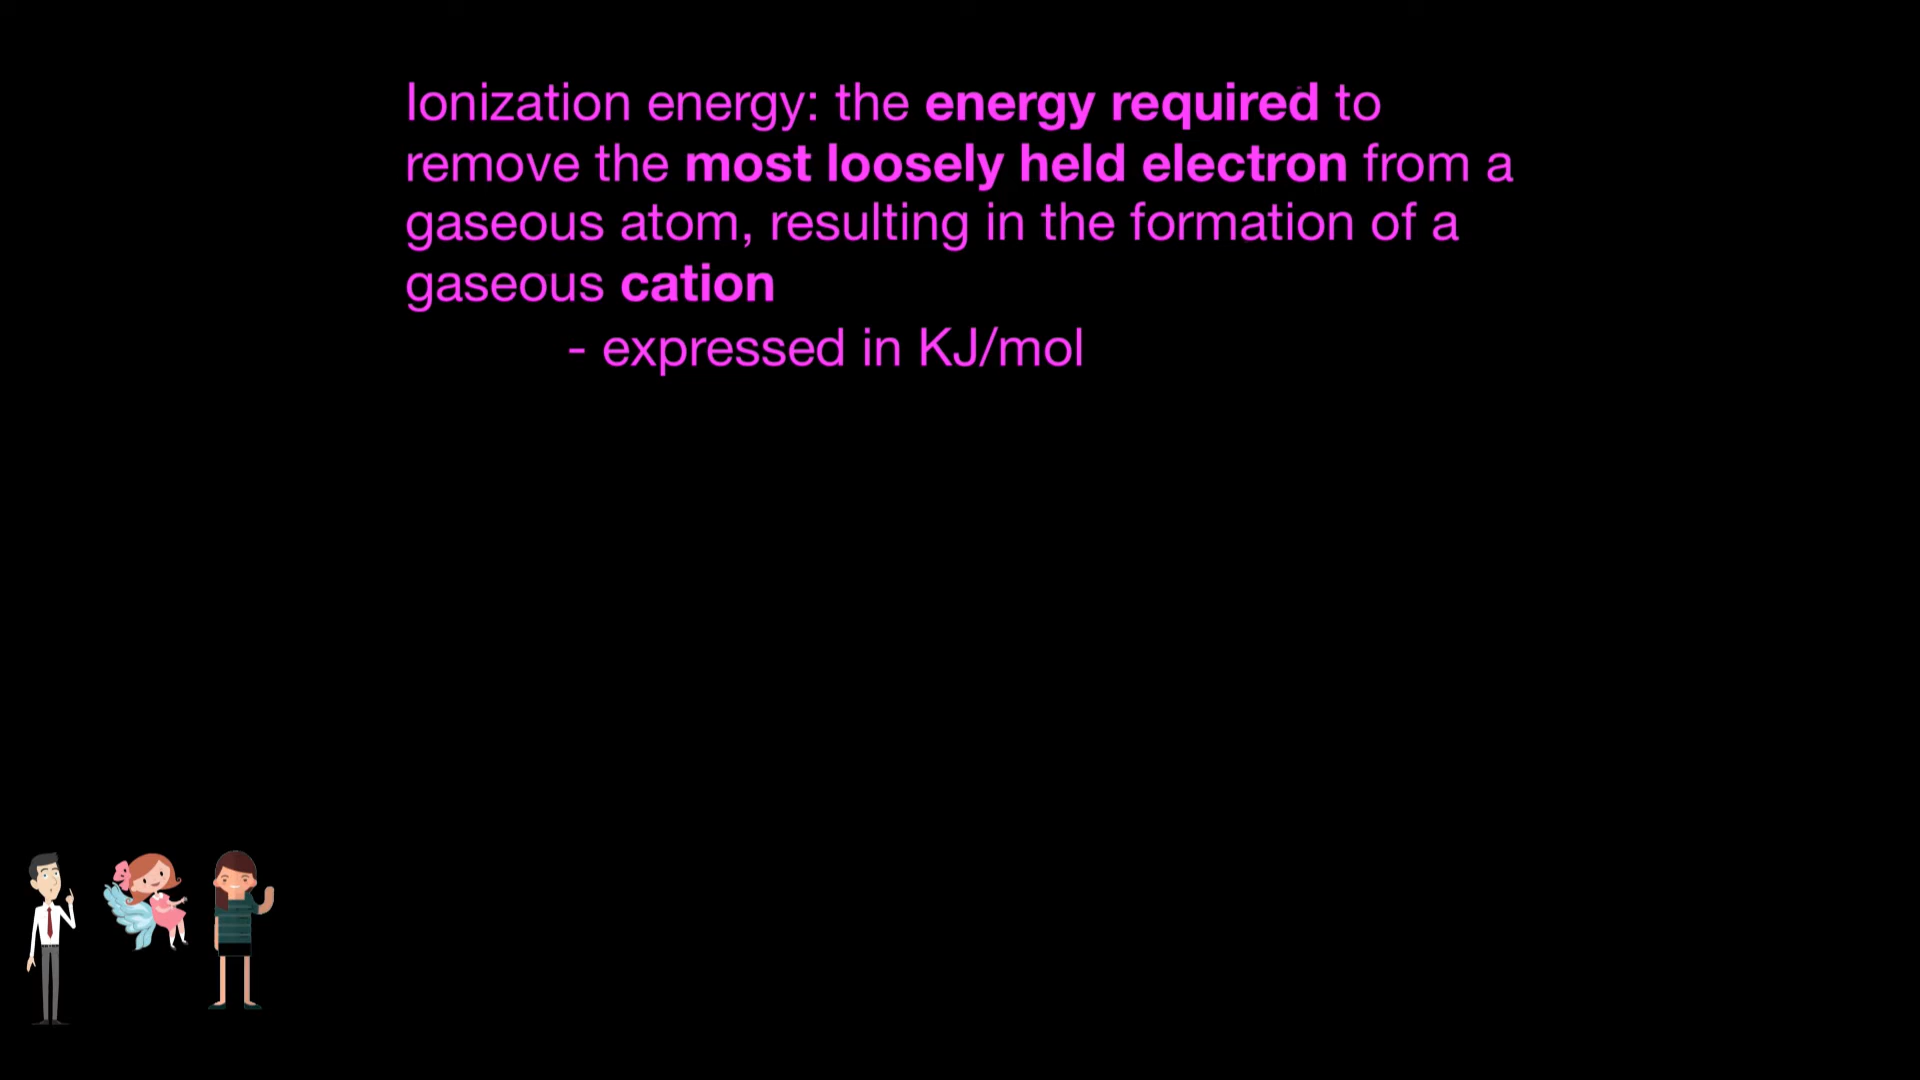 Ionization energy: the energy required to
remove the most loosely held electron from a
gaseous atom, resulting in the formation of a
gaseous cation
- expressed in KJ/mol